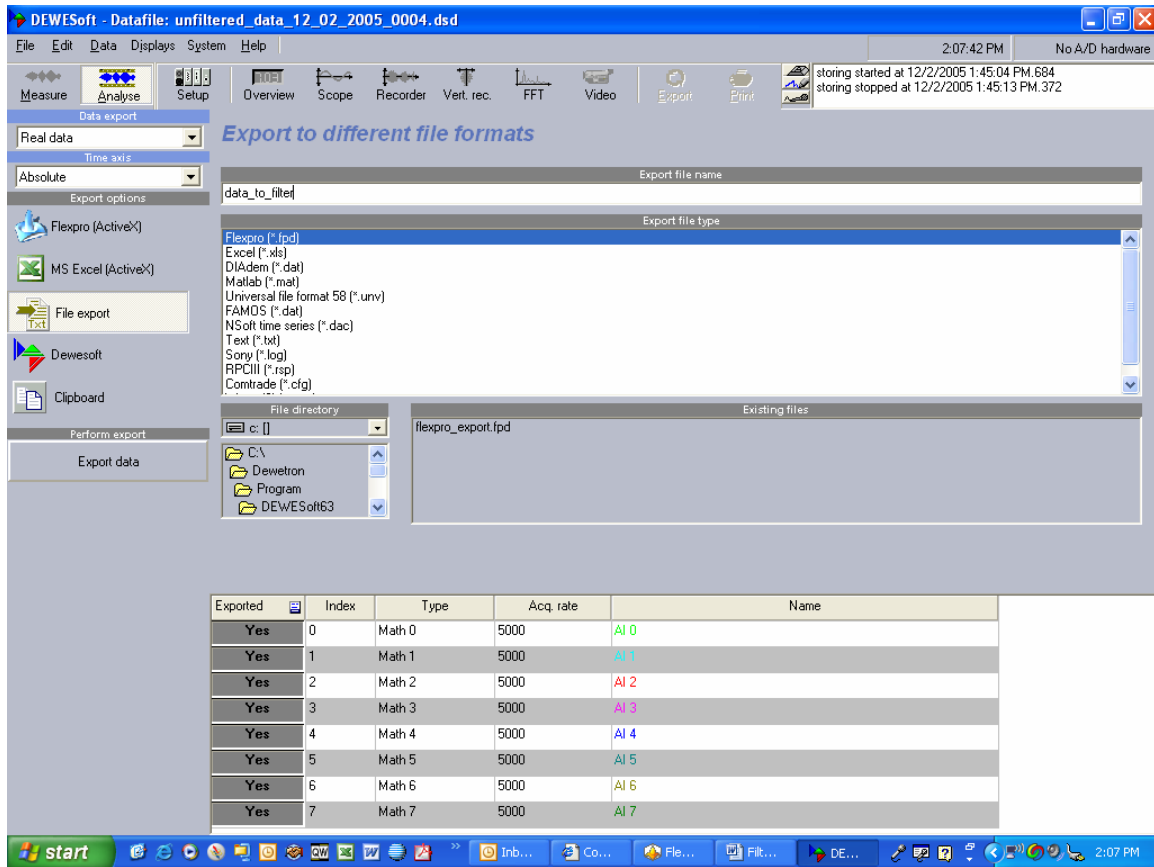 DEWESoft - Datafile: unfiltered_data_12_02_2005_0004.dsd
File Edit Data Displays System Help
2:07:42 PM No A/D hardware
Measure Analyse Setup Overview Scope Recorder Vert. rec. FFT Video Export Print
storing started at 12/2/2005 1:45:04 PM.684
storing stopped at 12/2/2005 1:45:13 PM.372
Data export
Real data
Time axis
Absolute
Export options
Flexpro (ActiveX)
MS Excel (ActiveX)
File export
Txt
Dewesoft
Clipboard
Perform export
Export data
Export to different file formats
Export file name
data_to_filter
Export file type
Flexpro (*.fpd)
Excel (*.xls)
DIAdem (*.dat)
Matlab (*.mat)
Universal file format 58 (*.unv)
FAMOS (*.dat)
NSoft time series (*.dac)
Text (*.txt)
Sony (*.log)
RPCIII (*.rsp)
Comtrade (*.cfg)
File directory
c: []
C:\
Dewetron
Program
DEWESoft63
Existing files
flexpro_export.fpd
Exported Index Type Acq. rate Name
Yes 0 Math 0 5000 AI 0
Yes 1 Math 1 5000 AI 1
Yes 2 Math 2 5000 AI 2
Yes 3 Math 3 5000 AI 3
Yes 4 Math 4 5000 AI 4
Yes 5 Math 5 5000 AI 5
Yes 6 Math 6 5000 AI 6
Yes 7 Math 7 5000 AI 7
start Inb... Co... Fle... Filt... DE... 2:07 PM